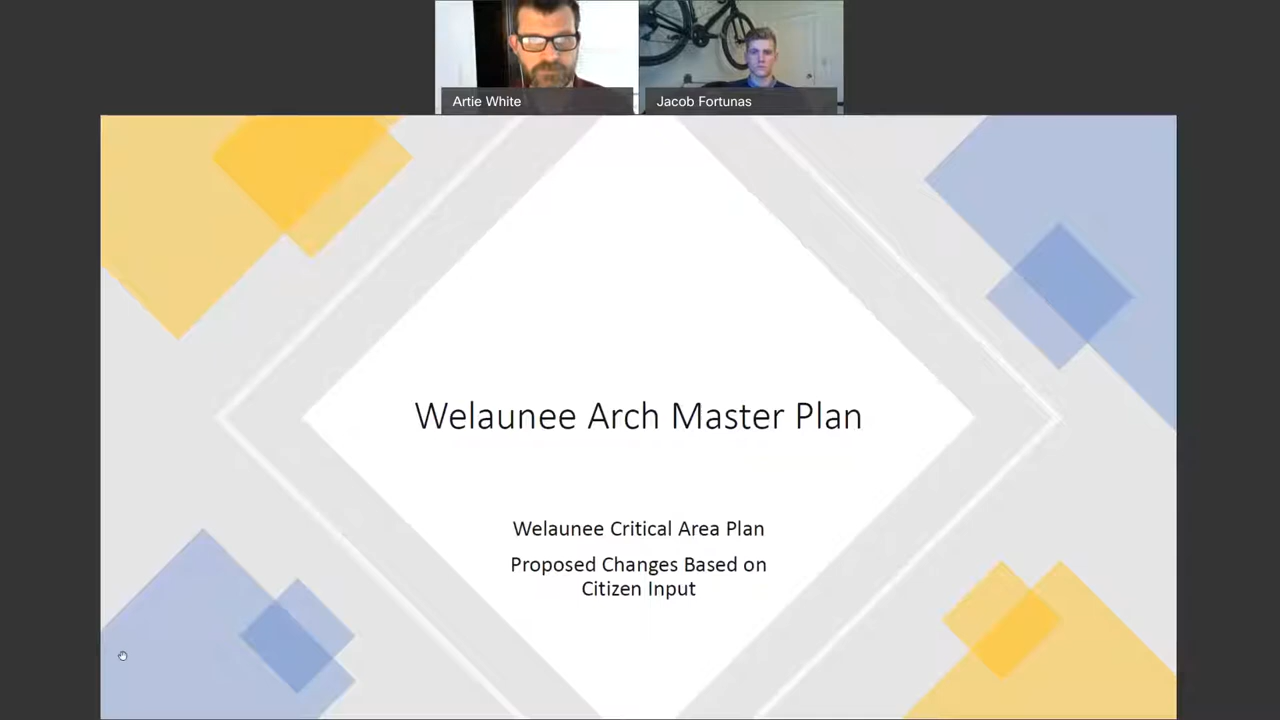 Artie White
Jacob Fortunas
Welaunee Arch Master Plan
Welaunee Critical Area Plan
Proposed Changes Based on
Citizen Input